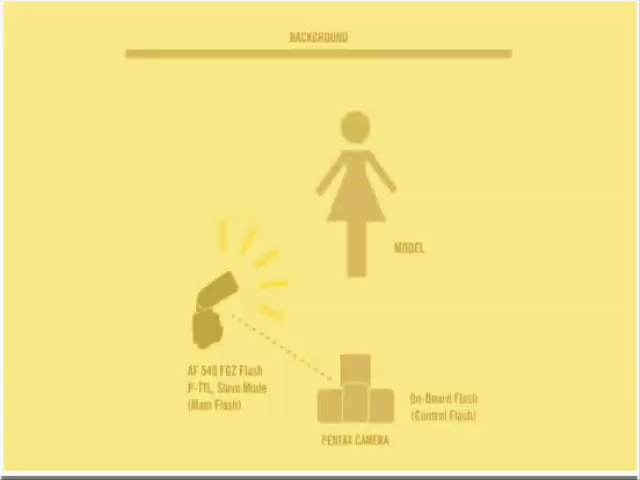 BACKGROUND
MODEL
AF 540 FGZ Flash
P-TTL, Slave Mode
(Main Flash)
On-Board Flash
(Control Flash)
PENTAX CAMERA